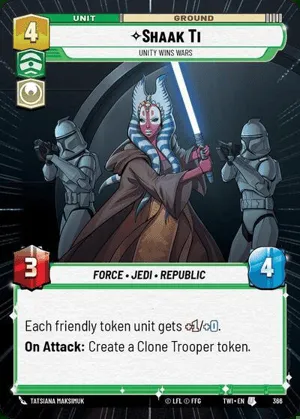 UNIT GROUND
4
✧SHAAK TI
UNITY WINS WARS
3
FORCE • JEDI • REPUBLIC
4
Each friendly token unit gets +1/+0.
On Attack: Create a Clone Trooper token.
TATSIANA MAKSIMUK © LFL © FFG TWI • EN U 366